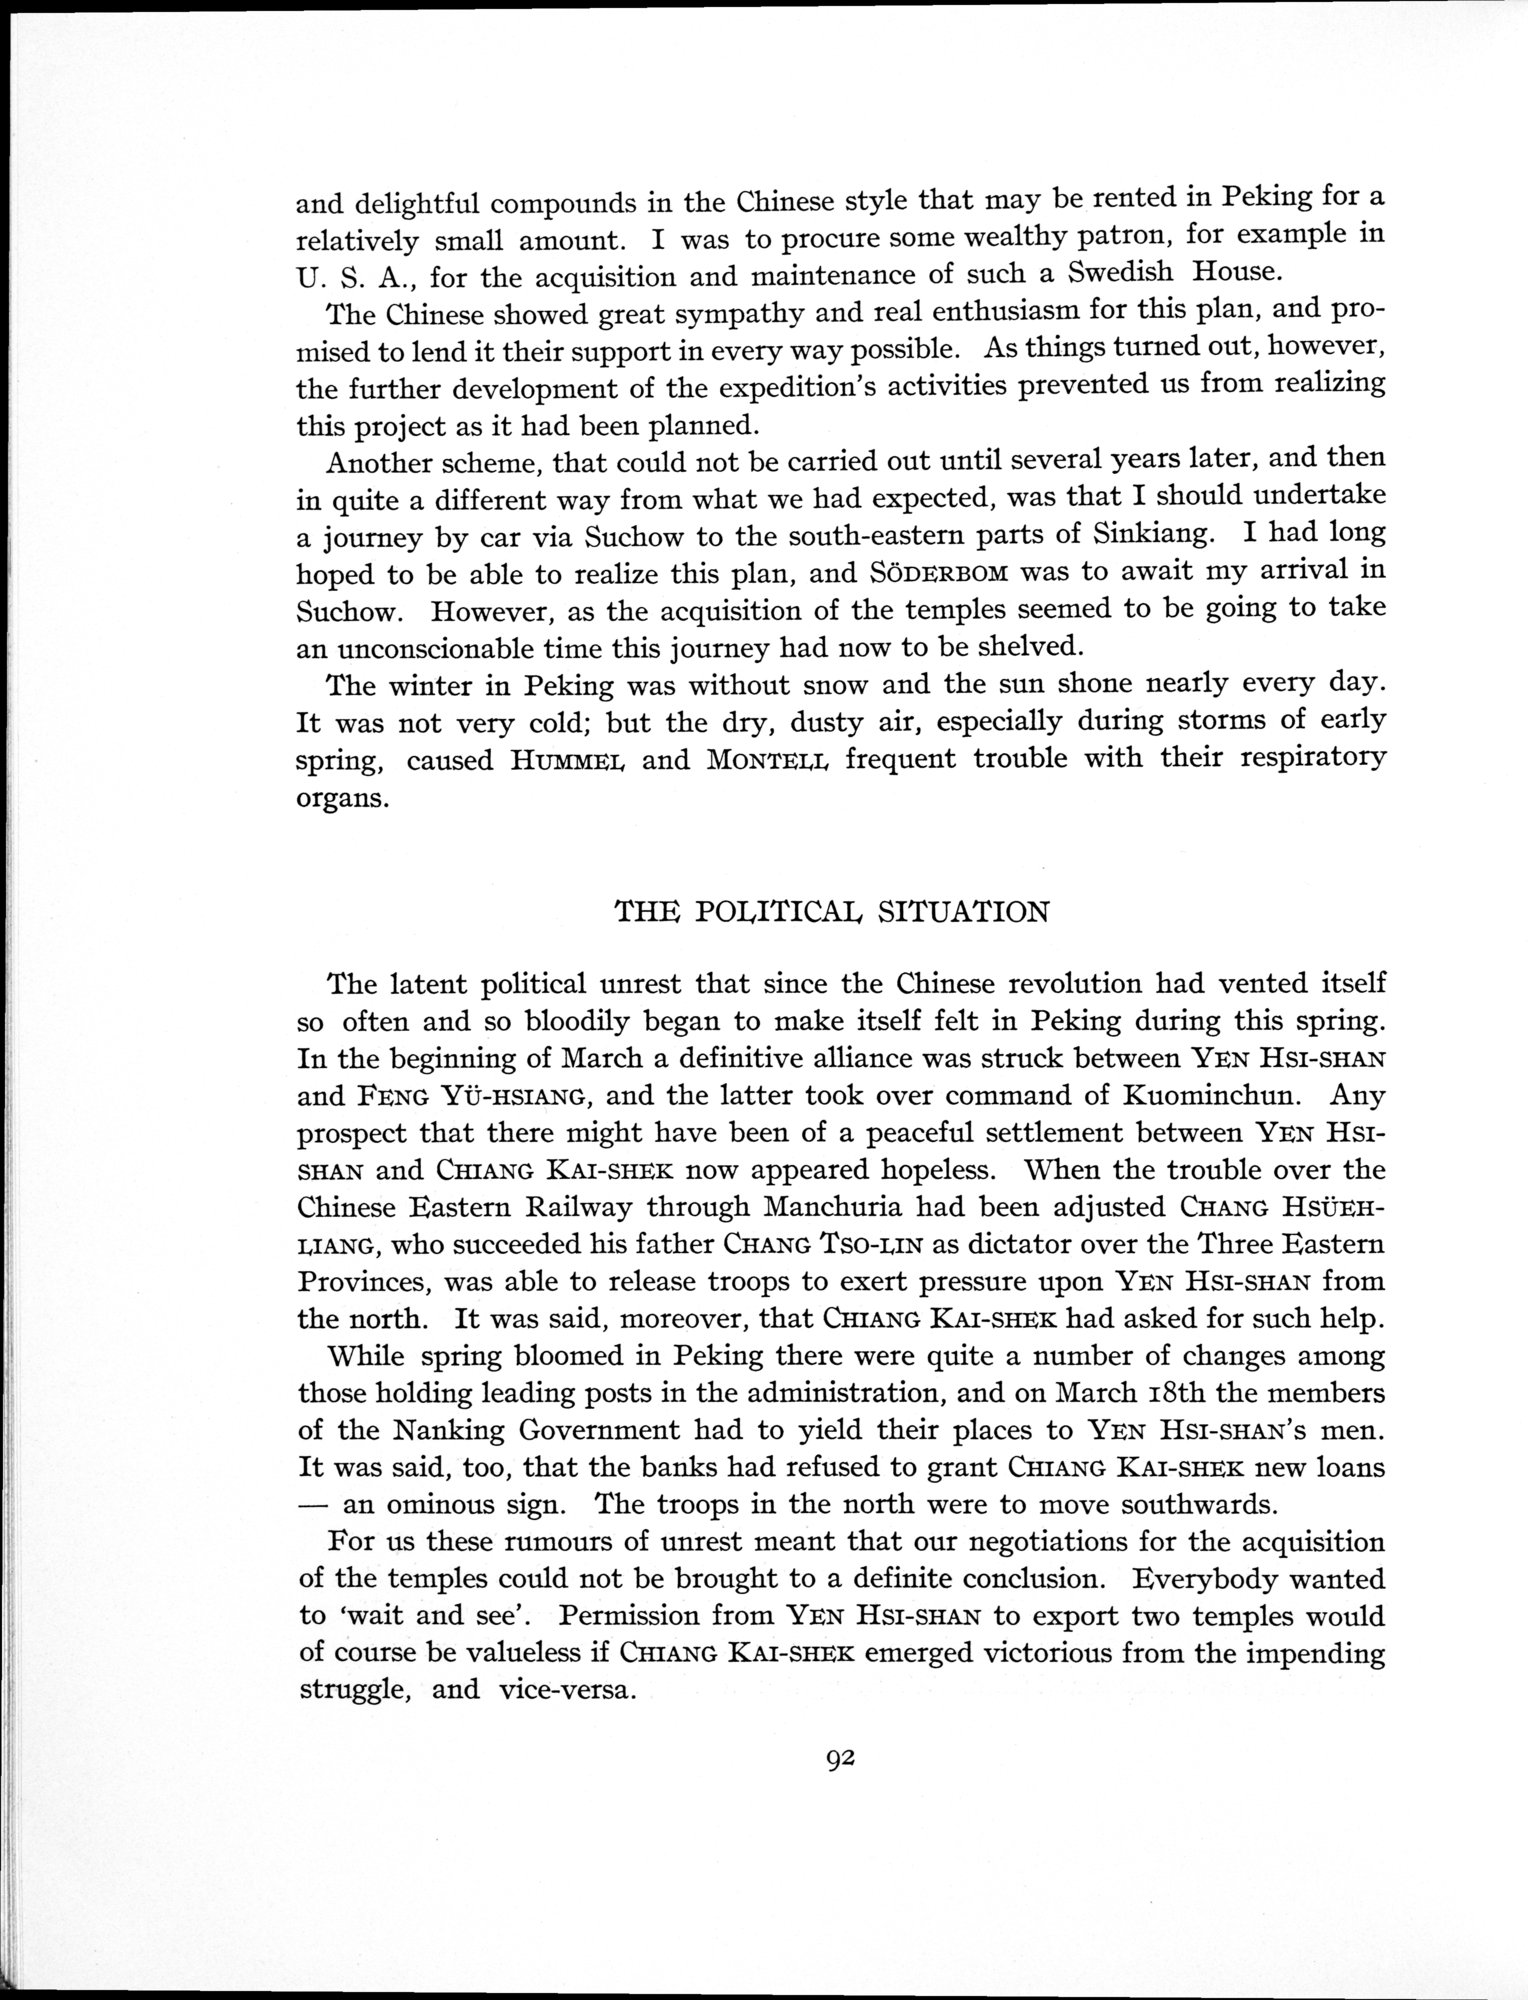 and delightful compounds in the Chinese style that may be rented in Peking for a
relatively small amount. I was to procure some wealthy patron, for example in
U. S. A., for the acquisition and maintenance of such a Swedish House.
The Chinese showed great sympathy and real enthusiasm for this plan, and pro-
mised to lend it their support in every way possible. As things turned out, however,
the further development of the expedition's activities prevented us from realizing
this project as it had been planned.
Another scheme, that could not be carried out until several years later, and then
in quite a different way from what we had expected, was that I should undertake
a journey by car via Suchow to the south-eastern parts of Sinkiang. I had long
hoped to be able to realize this plan, and SÖDERBOM was to await my arrival in
Suchow. However, as the acquisition of the temples seemed to be going to take
an unconscionable time this journey had now to be shelved.
The winter in Peking was without snow and the sun shone nearly every day.
It was not very cold; but the dry, dusty air, especially during storms of early
spring, caused HUMMEL and MONTELL frequent trouble with their respiratory
organs.
THE POLITICAL SITUATION
The latent political unrest that since the Chinese revolution had vented itself
so often and so bloodily began to make itself felt in Peking during this spring.
In the beginning of March a definitive alliance was struck between YEN HSI-SHAN
and FENG YÜ-HSIANG, and the latter took over command of Kuominchun. Any
prospect that there might have been of a peaceful settlement between YEN HSI-
SHAN and CHIANG KAI-SHEK now appeared hopeless. When the trouble over the
Chinese Eastern Railway through Manchuria had been adjusted CHANG HSÜEH-
LIANG, who succeeded his father CHANG TSO-LIN as dictator over the Three Eastern
Provinces, was able to release troops to exert pressure upon YEN HSI-SHAN from
the north. It was said, moreover, that CHIANG KAI-SHEK had asked for such help.
While spring bloomed in Peking there were quite a number of changes among
those holding leading posts in the administration, and on March 18th the members
of the Nanking Government had to yield their places to YEN HSI-SHAN's men.
It was said, too, that the banks had refused to grant CHIANG KAI-SHEK new loans
— an ominous sign. The troops in the north were to move southwards.
For us these rumours of unrest meant that our negotiations for the acquisition
of the temples could not be brought to a definite conclusion. Everybody wanted
to 'wait and see'. Permission from YEN HSI-SHAN to export two temples would
of course be valueless if CHIANG KAI-SHEK emerged victorious from the impending
struggle, and vice-versa.
92